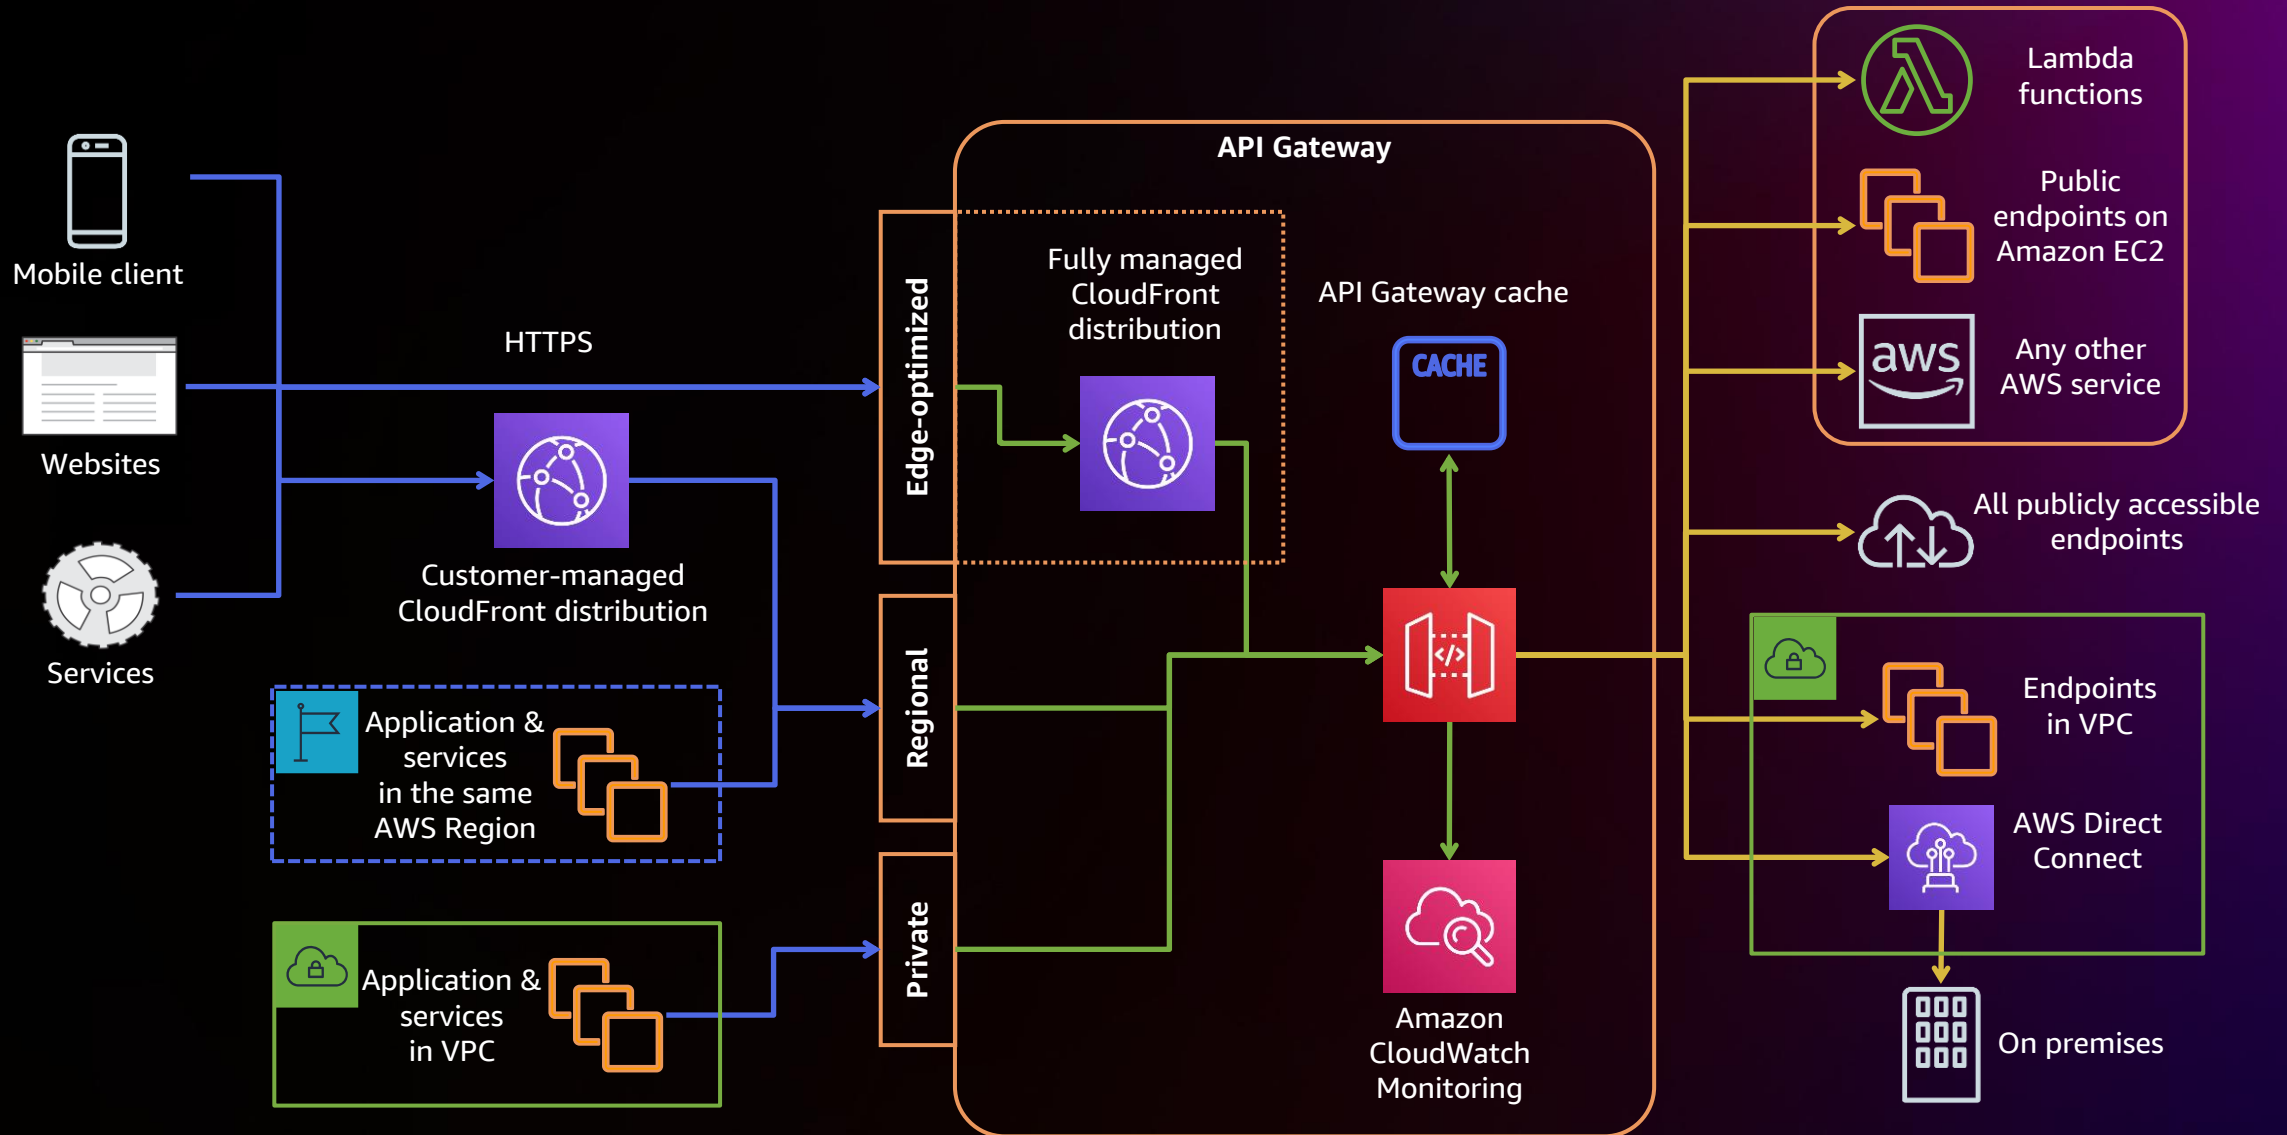 API Gateway
Mobile client
Websites
Services
HTTPS
Customer-managed
CloudFront distribution
Application &
services
in the same
AWS Region
Application &
services
in VPC
Edge-optimized
Regional
Private
Fully managed
CloudFront
distribution
API Gateway cache
CACHE
</>
Amazon
CloudWatch
Monitoring
Lambda
functions
Public
endpoints on
Amazon EC2
aws
Any other
AWS service
All publicly accessible
endpoints
Endpoints
in VPC
AWS Direct
Connect
On premises